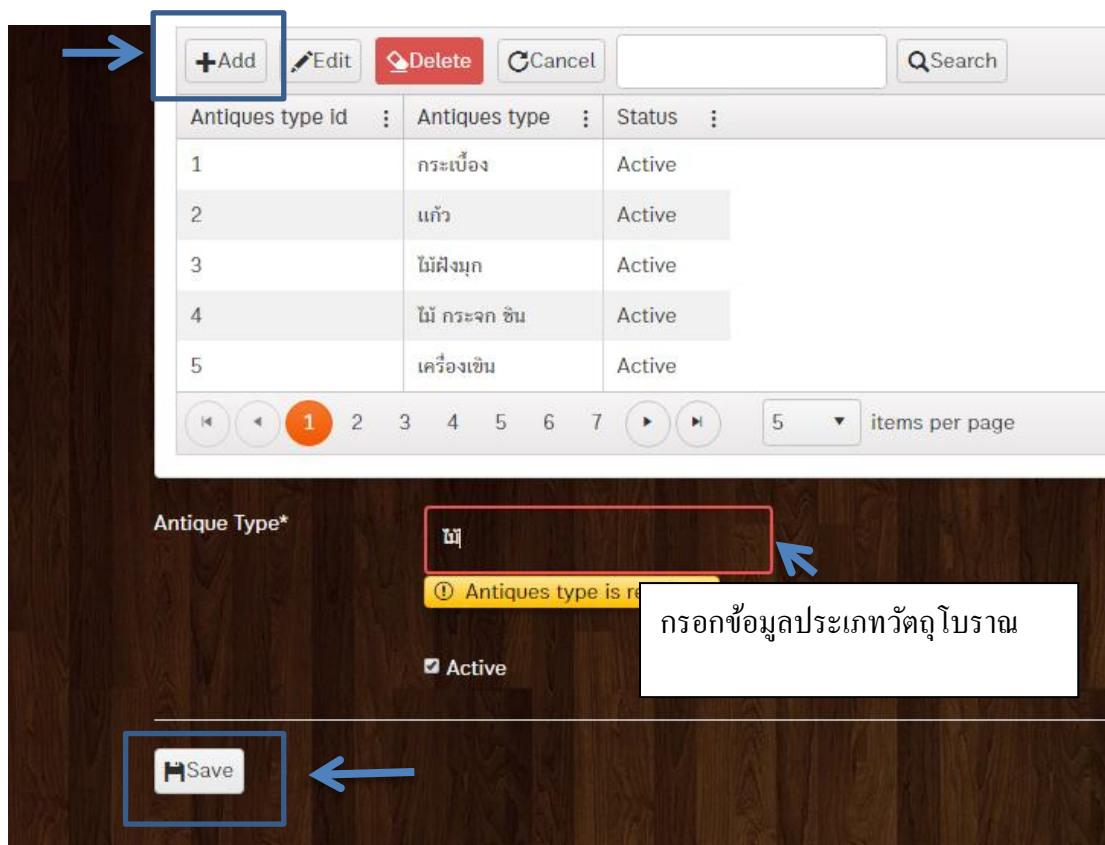 Add Edit Delete Cancel Search
Antiques type id Antiques type Status
1 กระเบื้อง Active
2 แก้ว Active
3 ไม้ฝังมุก Active
4 ไม้ กระจก ชิน Active
5 เครื่องเขิน Active
1 2 3 4 5 6 7 5 items per page
Antique Type* ไม้
Antiques type is
กรอกข้อมูลประเภทวัตถุโบราณ
Active
Save